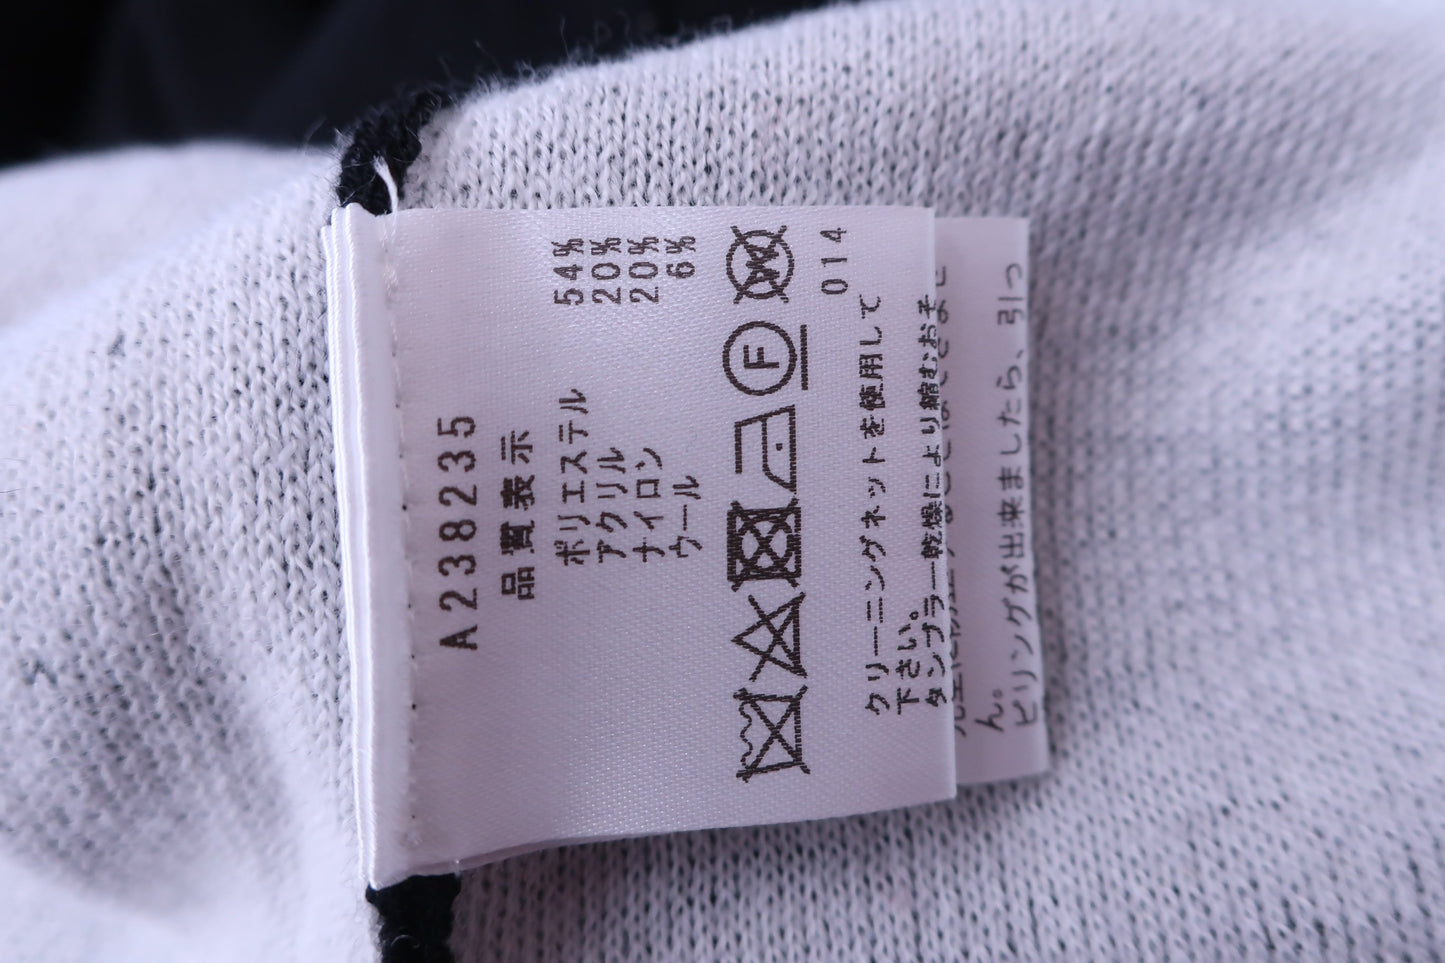 A238235
品質表示
ポリエステル 54%
アクリル 20%
ナイロン 20%
ウール 6%
W
F
014
クリーニングネットを使用して
下さい。
タンブラー乾燥により縮むおそ
ん。
ピリングが出来ましたら、引っ